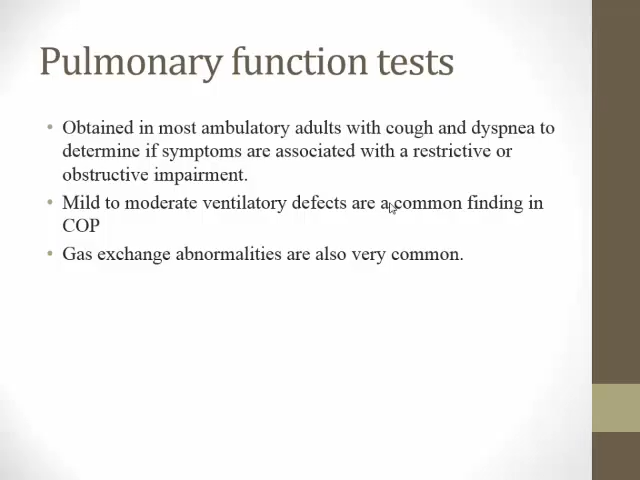 Pulmonary function tests
• Obtained in most ambulatory adults with cough and dyspnea to
determine if symptoms are associated with a restrictive or
obstructive impairment.
• Mild to moderate ventilatory defects are a common finding in
COP
• Gas exchange abnormalities are also very common.